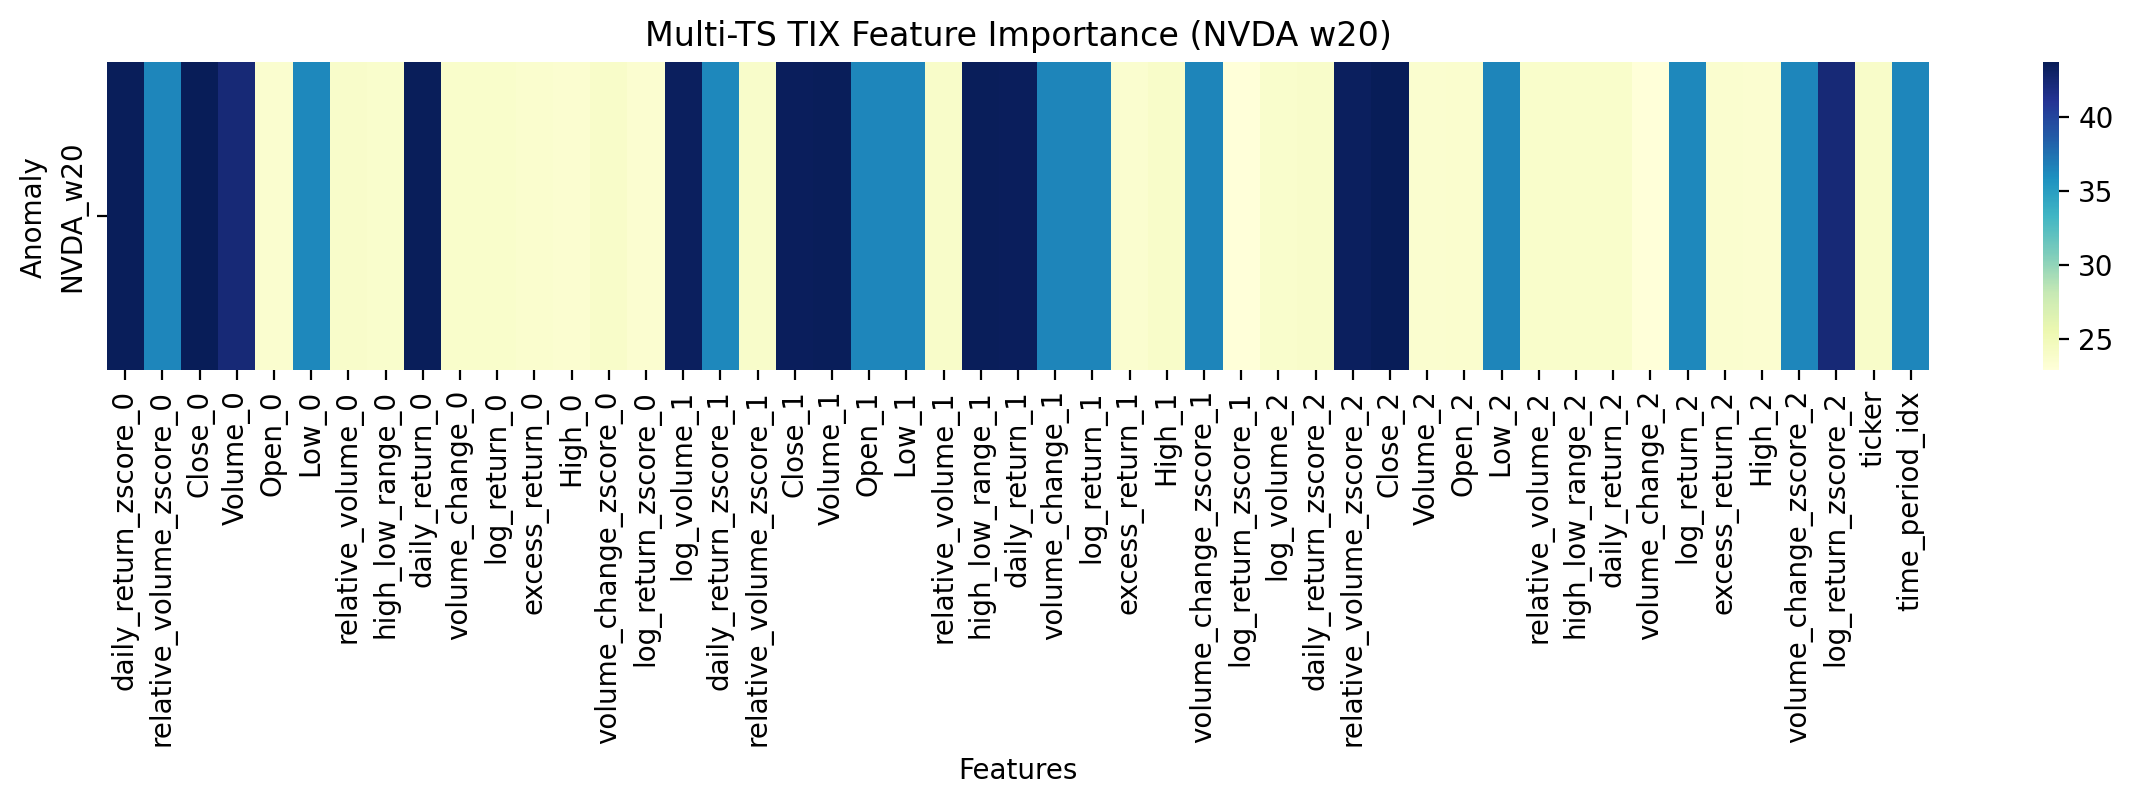 Multi-TS TIX Feature Importance (NVDA w20)
Anomaly
NVDA_w20
40
35
30
25
daily_return_zscore_0
relative_volume_zscore_0
Close_0
Volume_0
Open_0
Low_0
relative_volume_0
high_low_range_0
daily_return_0
volume_change_0
log_return_0
excess_return_0
High_0
volume_change_zscore_0
log_return_zscore_0
log_volume_1
daily_return_zscore_1
relative_volume_zscore_1
Close_1
Volume_1
Open_1
Low_1
relative_volume_1
high_low_range_1
daily_return_1
volume_change_1
log_return_1
excess_return_1
High_1
volume_change_zscore_1
log_return_zscore_1
log_volume_2
daily_return_zscore_2
relative_volume_zscore_2
Close_2
Volume_2
Open_2
Low_2
relative_volume_2
high_low_range_2
daily_return_2
volume_change_2
log_return_2
excess_return_2
High_2
volume_change_zscore_2
log_return_zscore_2
ticker
time_period_idx
Features